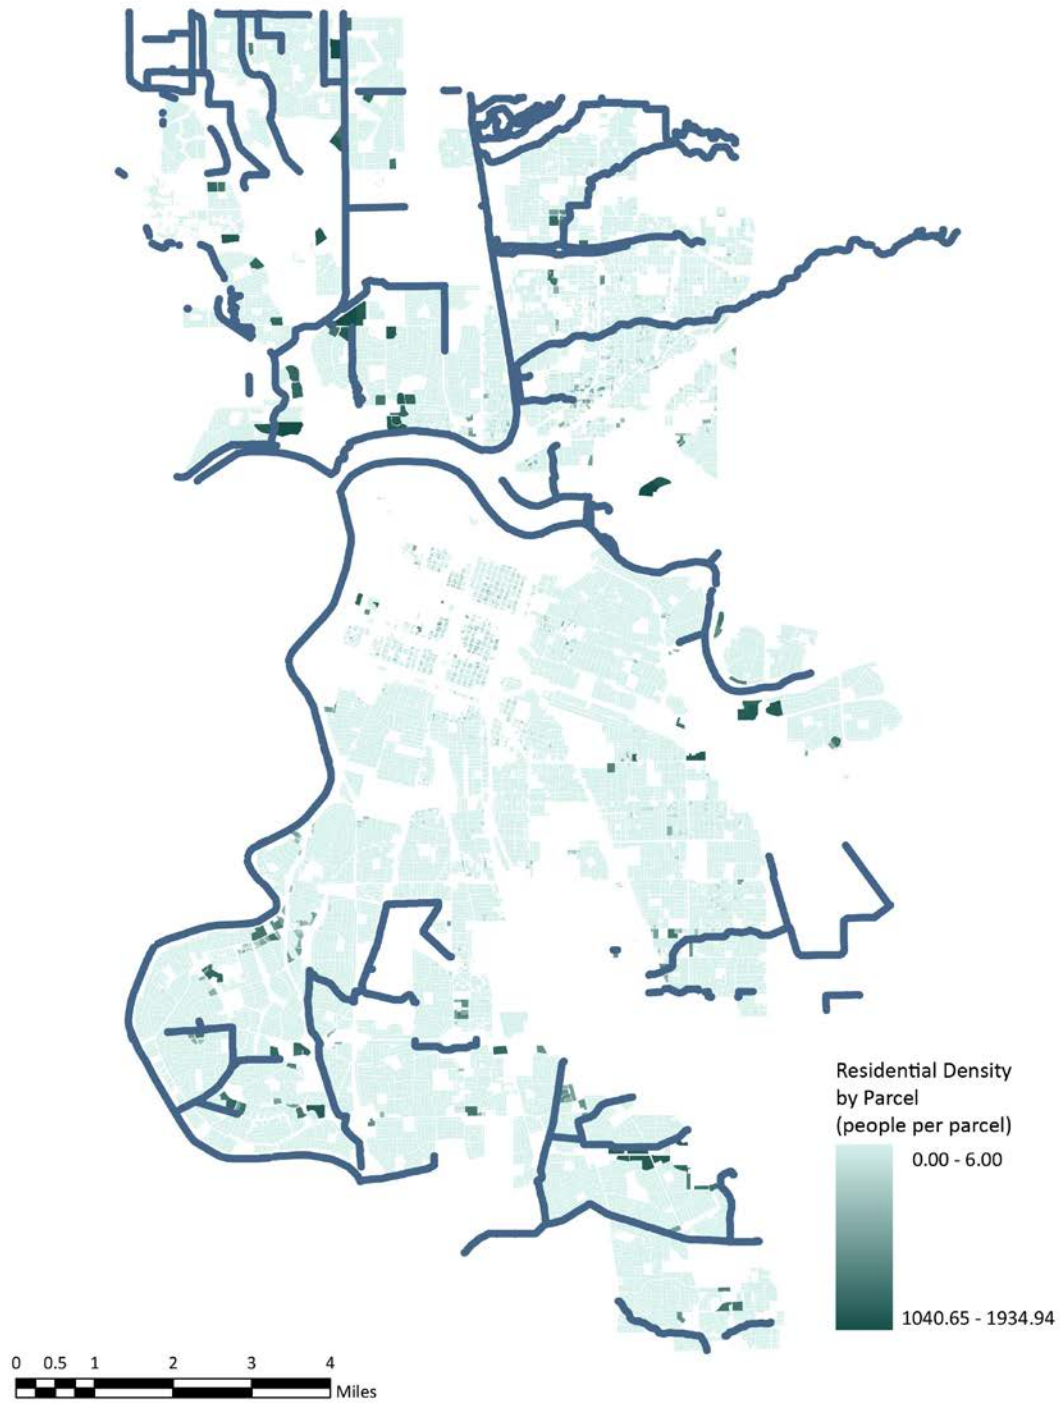 Residential Density
by Parcel
(people per parcel)
0.00 - 6.00
1040.65 - 1934.94
0 0.5 1 2 3 4
Miles